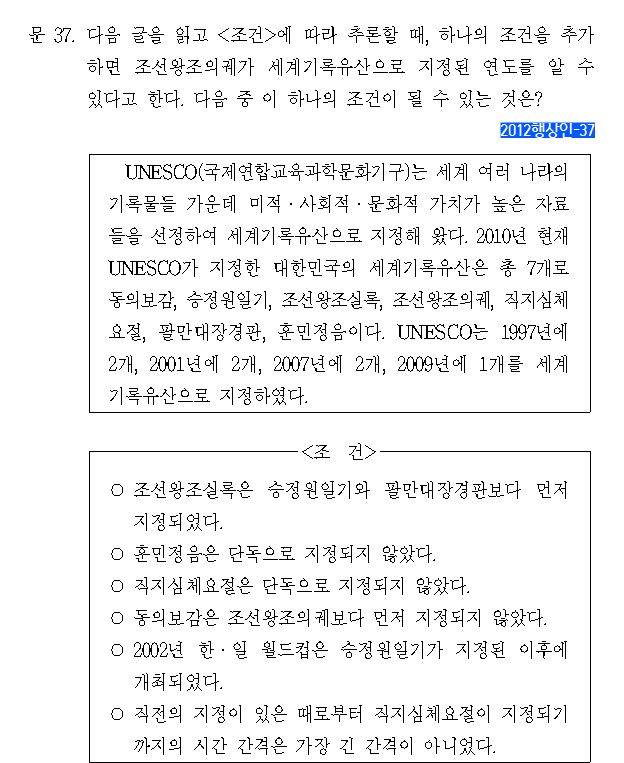 문 37. 다음 글을 읽고 <조건>에 따라 추론할 때, 하나의 조건을 추가
하면 조선왕조의궤가 세계기록유산으로 지정된 연도를 알 수
있다고 한다. 다음 중 이 하나의 조건이 될 수 있는 것은?
2012행상인-37
UNESCO(국제연합교육과학문화기구)는 세계 여러 나라의
기록물들 가운데 미적·사회적·문화적 가치가 높은 자료
들을 선정하여 세계기록유산으로 지정해 왔다. 2010년 현재
UNESCO가 지정한 대한민국의 세계기록유산은 총 7개로
동의보감, 승정원일기, 조선왕조실록, 조선왕조의궤, 직지심체
요절, 팔만대장경판, 훈민정음이다. UNESCO는 1997년에
2개, 2001년에 2개, 2007년에 2개, 2009년에 1개를 세계
기록유산으로 지정하였다.
<조 건>
○ 조선왕조실록은 승정원일기와 팔만대장경판보다 먼저
지정되었다.
○ 훈민정음은 단독으로 지정되지 않았다.
○ 직지심체요절은 단독으로 지정되지 않았다.
○ 동의보감은 조선왕조의궤보다 먼저 지정되지 않았다.
○ 2002년 한·일 월드컵은 승정원일기가 지정된 이후에
개최되었다.
○ 직전의 지정이 있은 때로부터 직지심체요절이 지정되기
까지의 시간 간격은 가장 긴 간격이 아니었다.